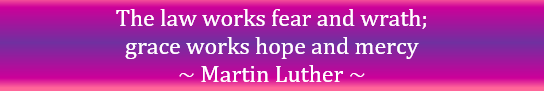 The law works fear and wrath;
grace works hope and mercy
~ Martin Luther ~